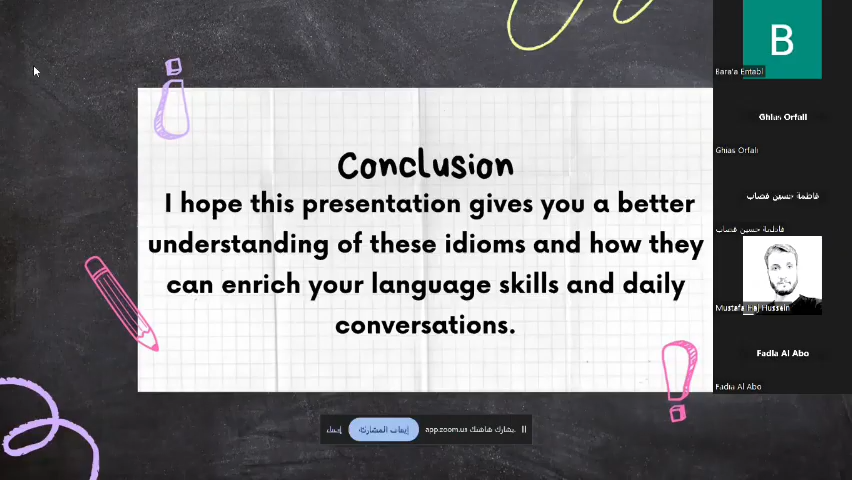 Conclusion
I hope this presentation gives you a better
understanding of these idioms and how they
can enrich your language skills and daily
conversations.
B
Bara'a Entabl
Ghias Orfali
Ghias Orfali
فاطمة حسين قصاب
فاطمة حسين قصاب
Mustafa Haj Hussein
Fadia Al Abo
Fadia Al Abo
يشارك شاشتك app.zoom.us
إيقاف المشاركة
إخفاء